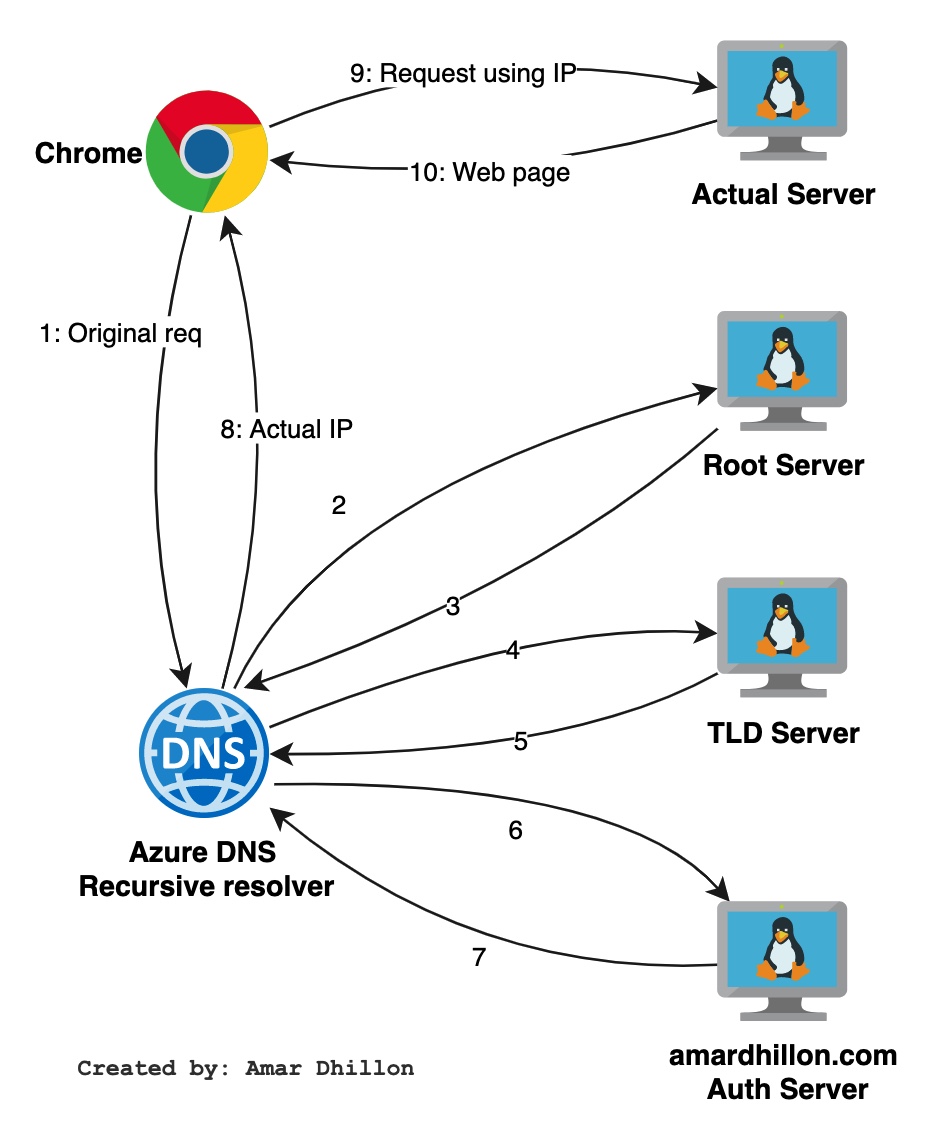 9: Request using IP
Chrome
10: Web page
Actual Server
1: Original req
8: Actual IP
Root Server
2
3
4
TLD Server
5
DNS
6
Azure DNS
Recursive resolver
7
amardhillon.com
Auth Server
Created by: Amar Dhillon